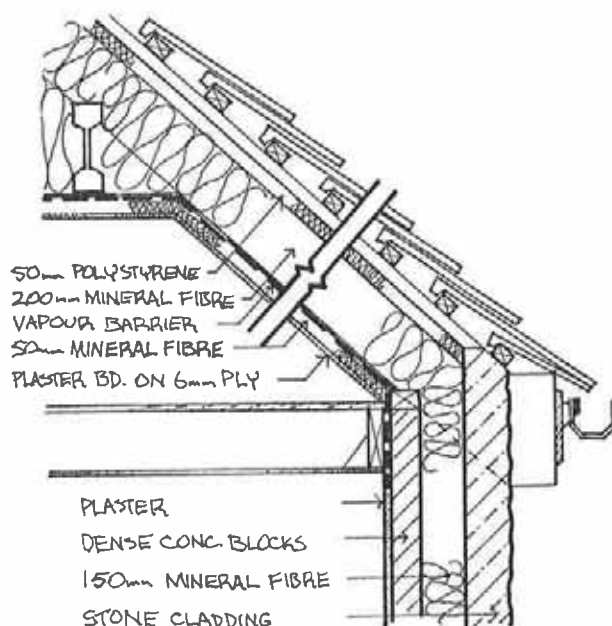 50mm POLYSTYRENE
200mm MINERAL FIBRE
VAPOUR BARRIER
50mm MINERAL FIBRE
PLASTER BD. ON 6mm PLY
PLASTER
DENSE CONC. BLOCKS
150mm MINERAL FIBRE
STONE CLADDING